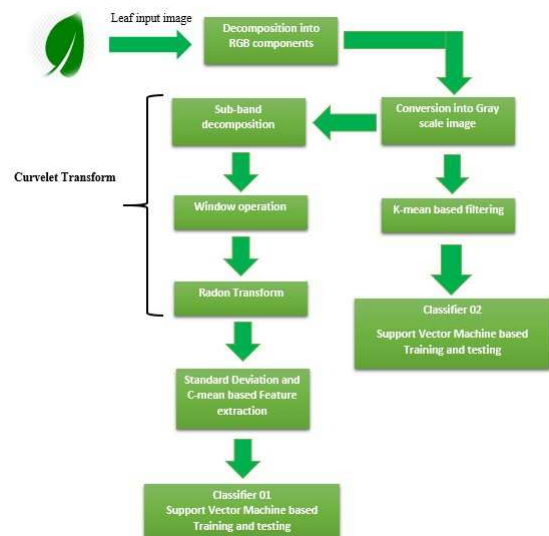 Leaf input image
Decomposition into
RGB components
Sub-band
decomposition
Conversion into Gray
scale image
Curvelet Transform
Window operation
K-mean based filtering
Radon Transform
Classifier 02
Support Vector Machine based
Training and testing
Standard Deviation and
C-mean based Feature
extraction
Classifier 01
Support Vector Machine based
Training and testing